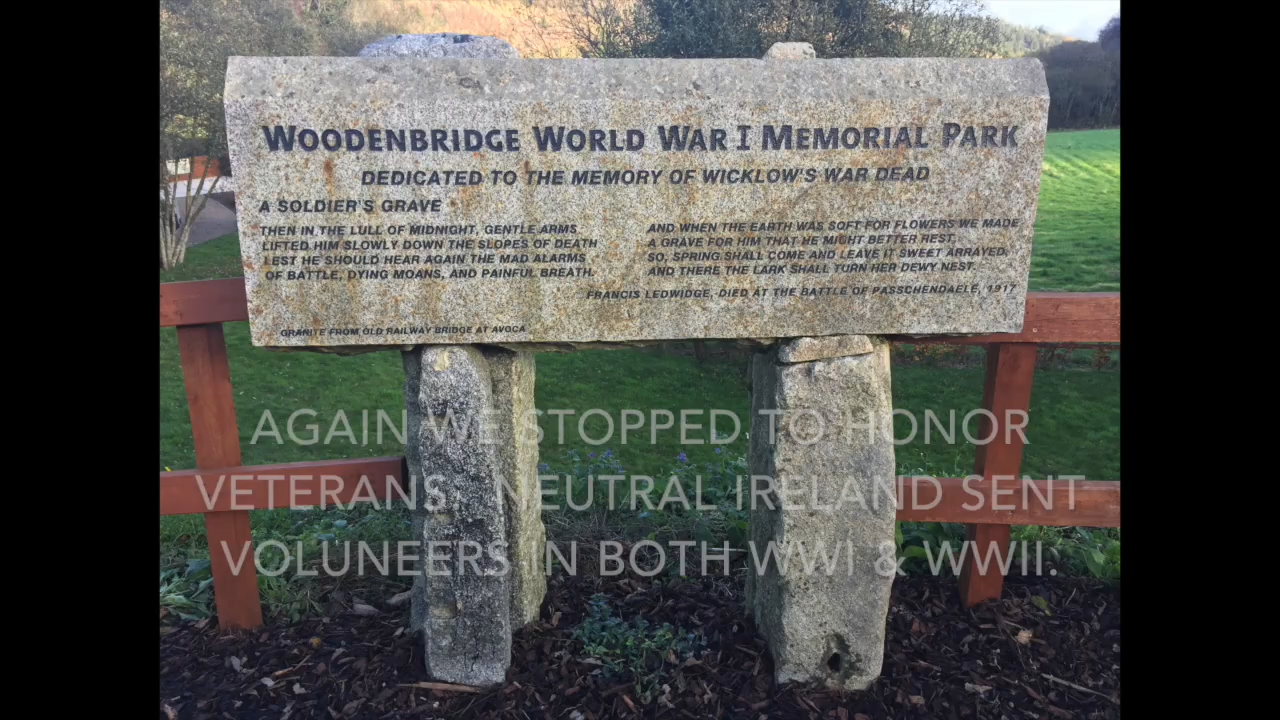 WOODENBRIDGE WORLD WAR I MEMORIAL PARK
DEDICATED TO THE MEMORY OF WICKLOW'S WAR DEAD
A SOLDIER'S GRAVE
THEN IN THE LULL OF MIDNIGHT, GENTLE ARMS
LIFTED HIM SLOWLY DOWN THE SLOPES OF DEATH
LEST HE SHOULD HEAR AGAIN THE MAD ALARMS
OF BATTLE, DYING MOANS, AND PAINFUL BREATH.
AND WHEN THE EARTH WAS SOFT FOR FLOWERS WE MADE
A GRAVE FOR HIM THAT HE MIGHT BETTER REST.
SO, SPRING SHALL COME AND LEAVE IT SWEET ARRAYED,
AND THERE THE LARK SHALL TURN HER DEWY NEST.
FRANCIS LEDWIDGE, DIED AT THE BATTLE OF PASSCHENDAELE, 1917
GRANITE FROM OLD RAILWAY BRIDGE AT AVOCA
AGAIN WE STOPPED TO HONOR
VETERANS. NEUTRAL IRELAND SENT
VOLUNEERS IN BOTH WWI & WWII.